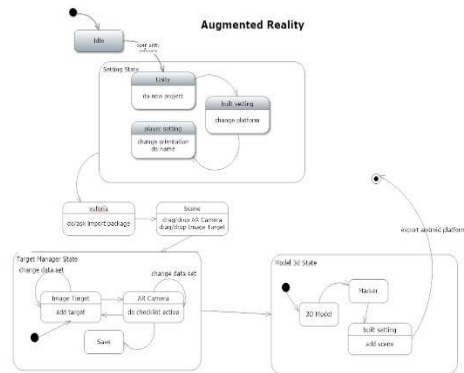 Augmented Reality
Idle
open unity
software
Setting State
Unity
do new project
built setting
change platform
player setting
change orientation
do name
vuforia
do/ask import package
Scene
drag/drop AR Camera
drag/drop Image Target
export android platform
Target Manager State
change data set
change data set
Image Target
add target
AR Camera
do checklist active
Save
Model 3d State
Marker
3D Model
built setting
add scene